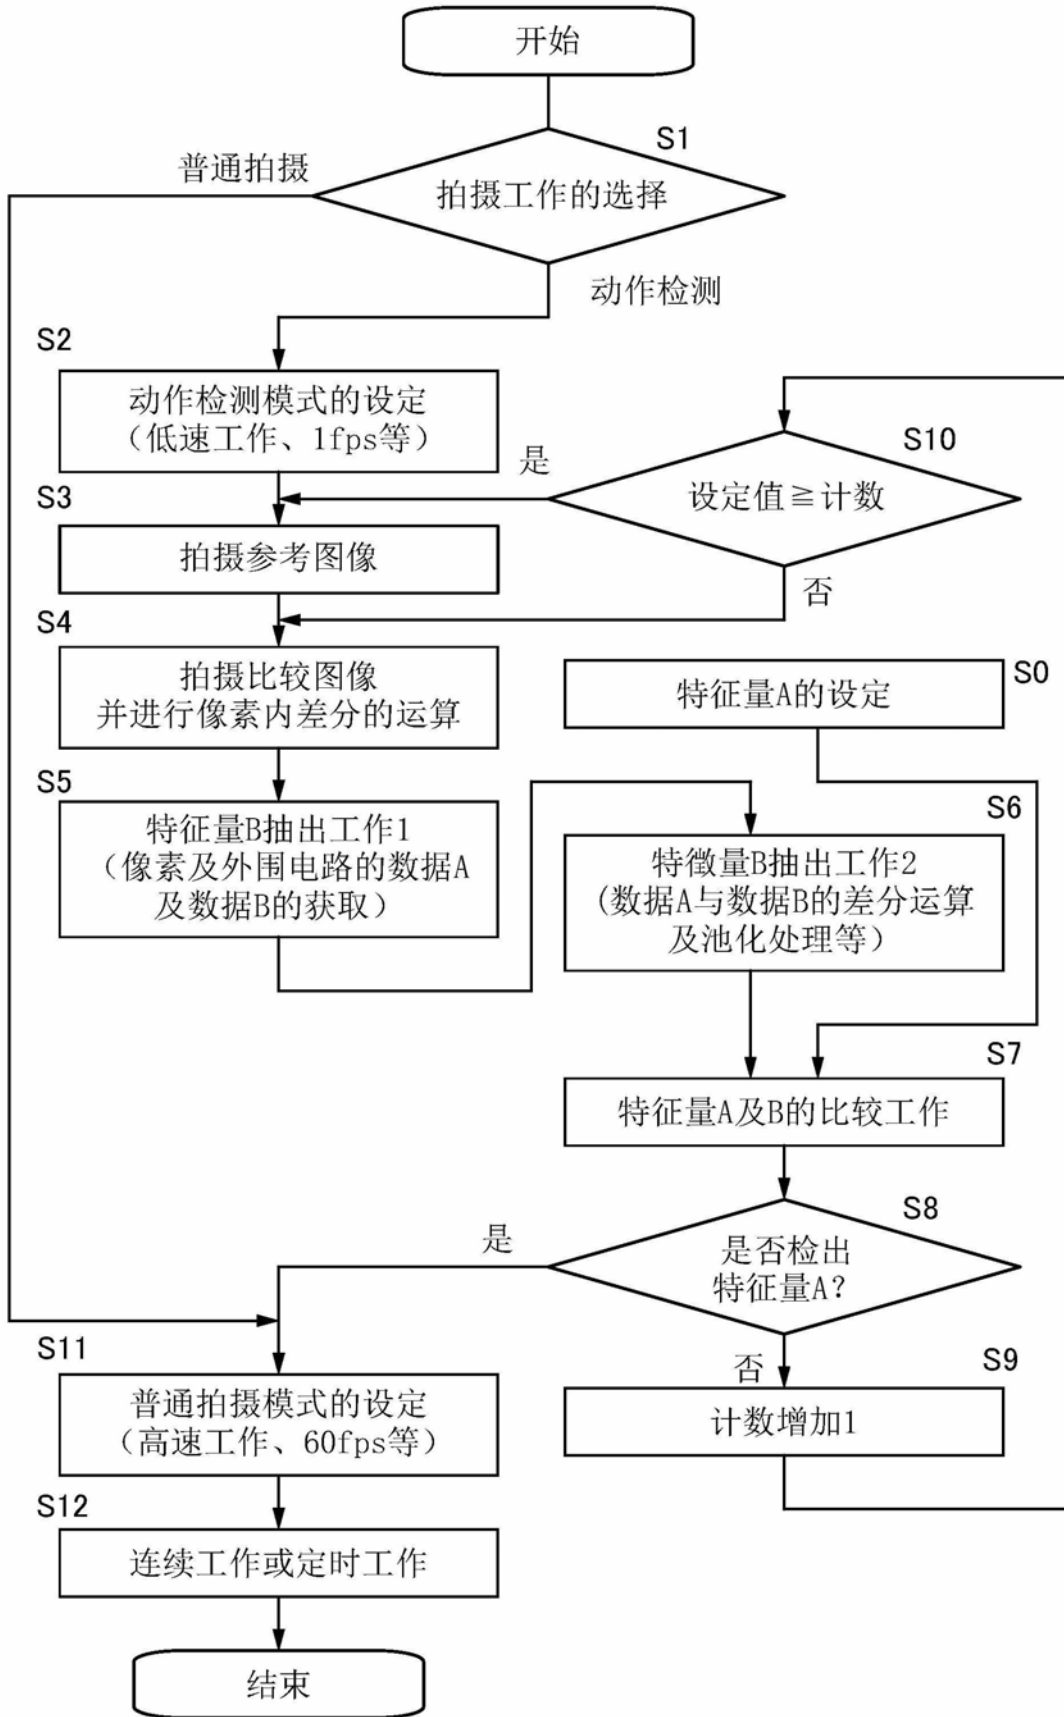 开始
S1
普通拍摄
拍摄工作的选择
动作检测
S2
动作检测模式的设定
（低速工作、1fps等）
S10
是
设定值≧计数
否
S3
拍摄参考图像
S4
拍摄比较图像
并进行像素内差分的运算
S0
特征量A的设定
S5
特征量B抽出工作1
（像素及外围电路的数据A
及数据B的获取）
S6
特徵量B抽出工作2
(数据A与数据B的差分运算
及池化处理等）
S7
特征量A及B的比较工作
S8
是
是否检出
特征量A？
否
S9
计数增加1
S11
普通拍摄模式的设定
（高速工作、60fps等）
S12
连续工作或定时工作
结束